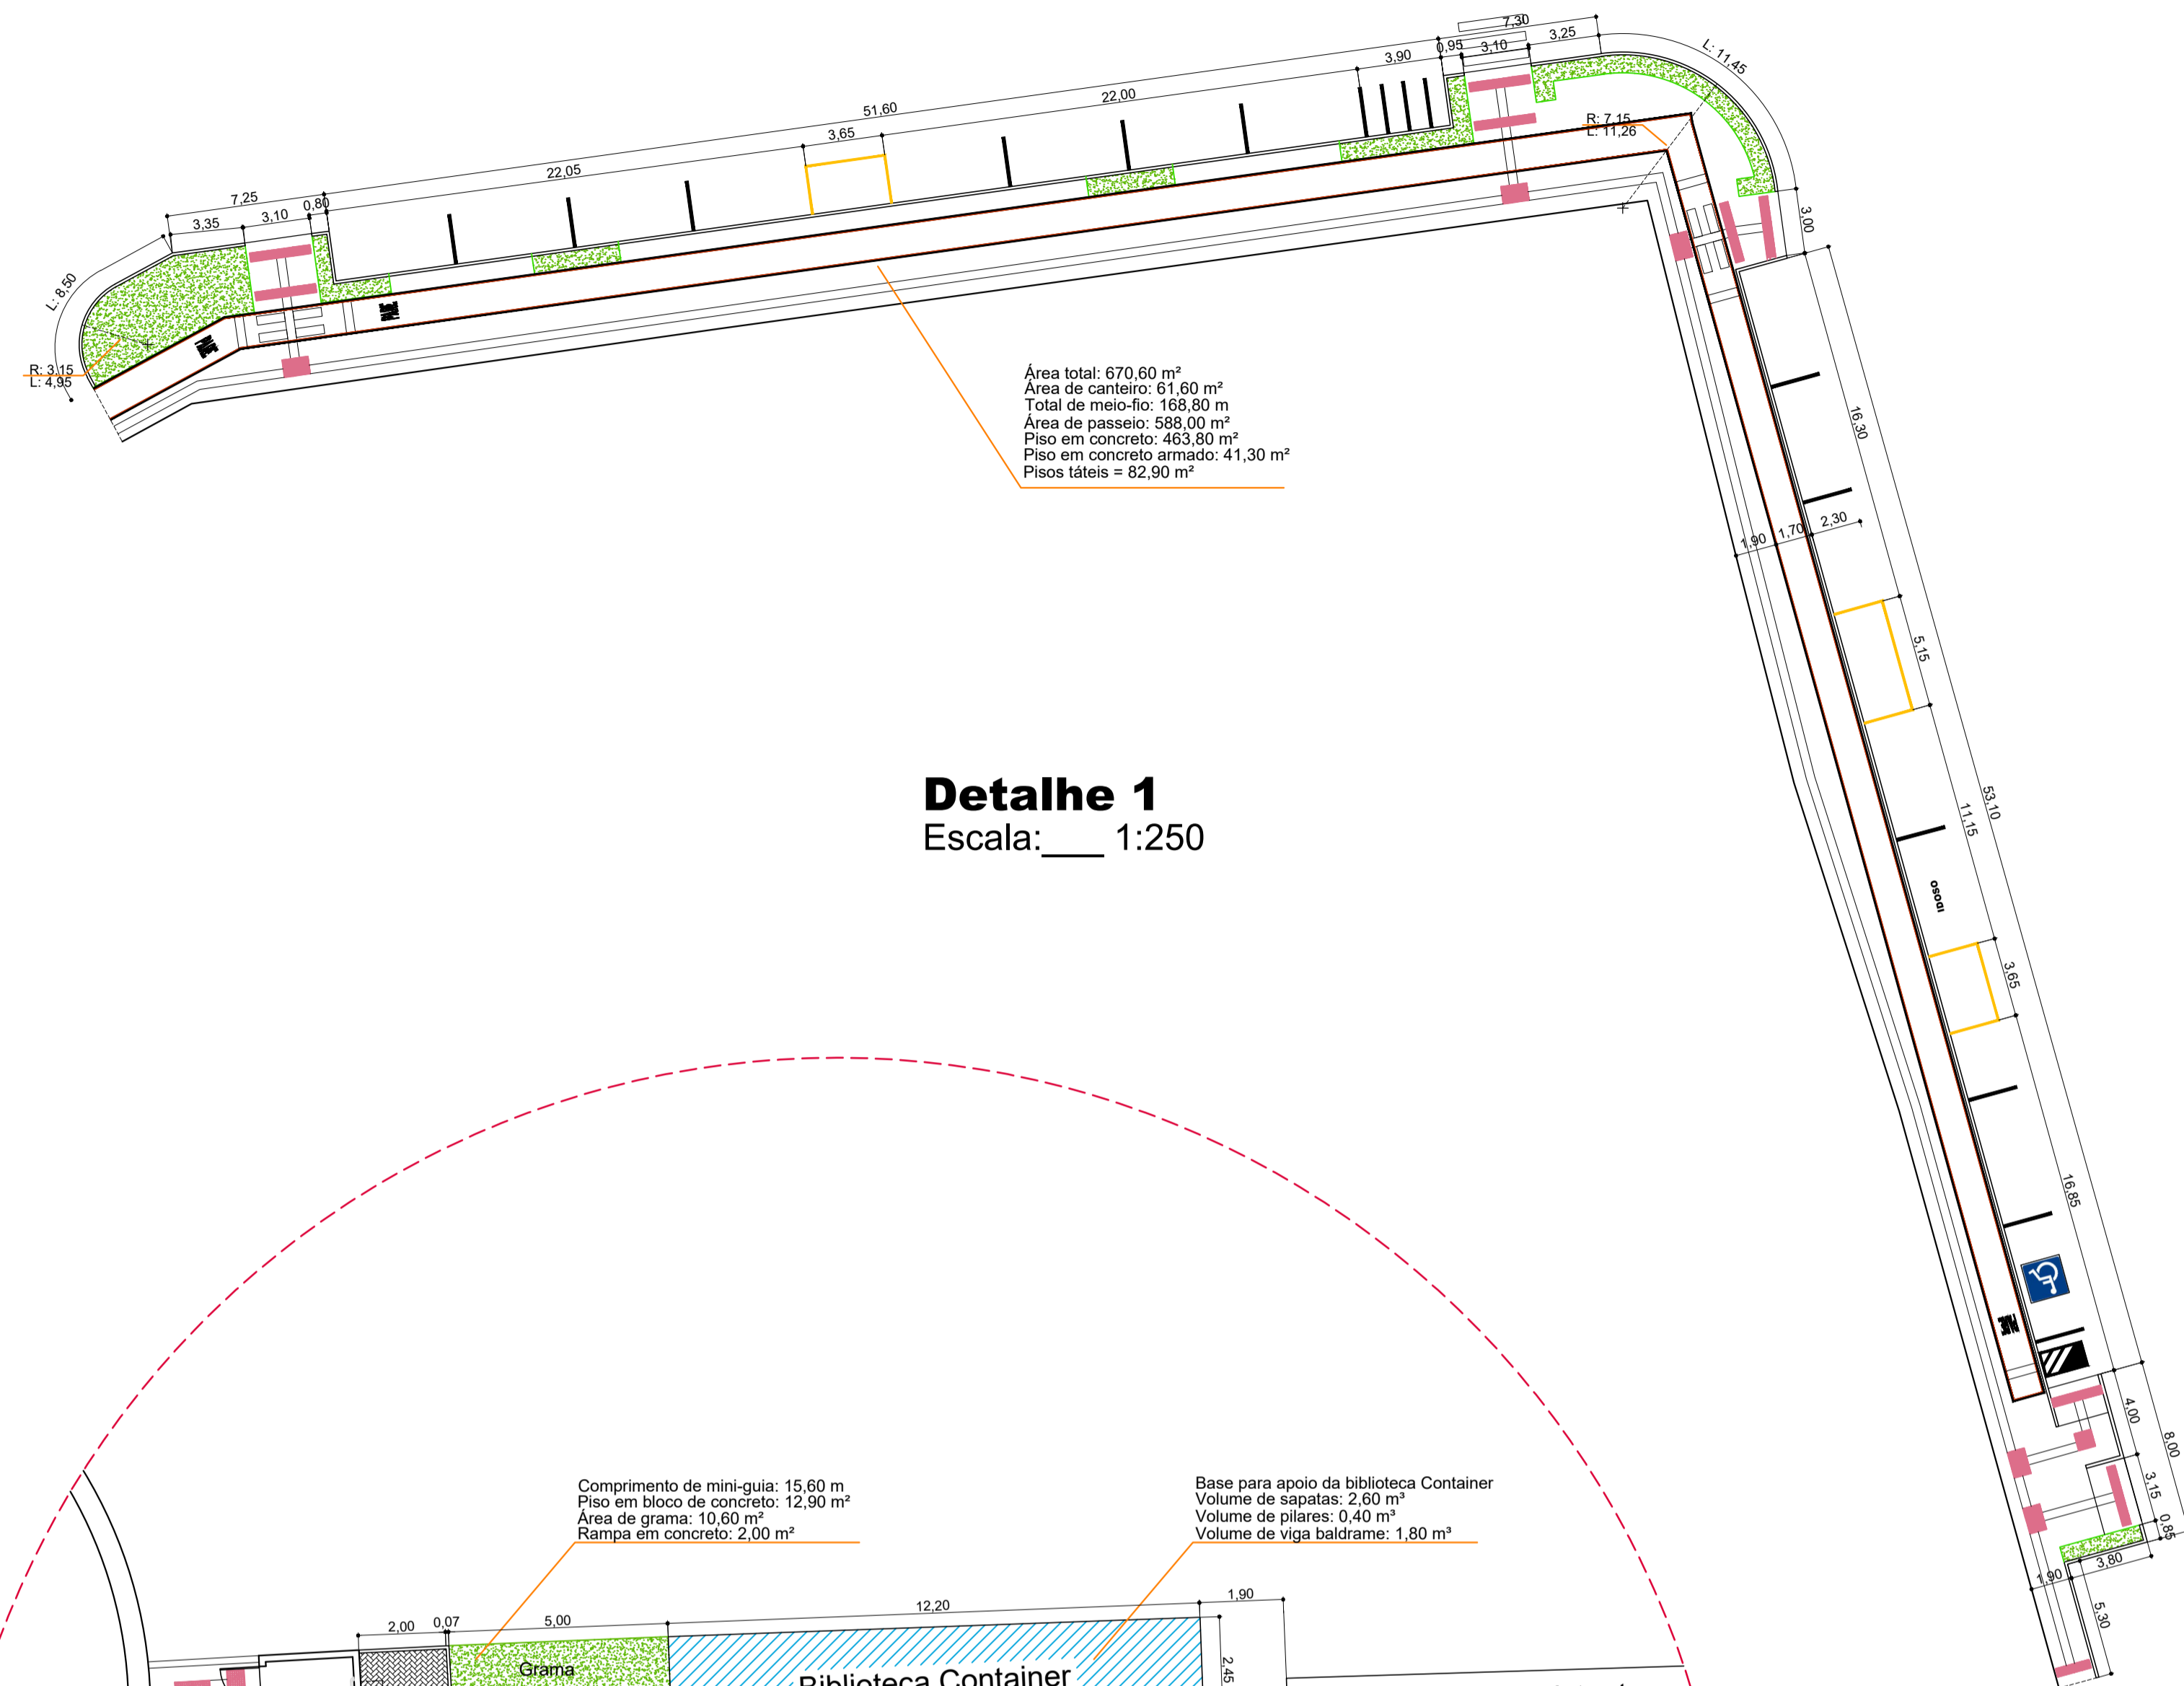 7,30
0,95
3,10
3,25
L: 11,45
3,90
22,00
51,60
3,65
22,05
R: 7,15
L: 11,26
7,25
0,80
3,35
3,10
L: 8,50
R: 3,15
L: 4,95
3,00
Área total: 670,60 m²
Área de canteiro: 61,60 m²
Total de meio-fio: 168,80 m
Área de passeio: 588,00 m²
Piso em concreto: 463,80 m²
Piso em concreto armado: 41,30 m²
Pisos táteis = 82,90 m²
16,30
1,90
1,70
2,30
5,15
53,10
11,15
Detalhe 1
Escala:___ 1:250
IDOSO
3,65
16,85
4,00
8,00
3,15
0,85
3,80
1,90
5,30
Comprimento de mini-guia: 15,60 m
Piso em bloco de concreto: 12,90 m²
Área de grama: 10,60 m²
Rampa em concreto: 2,00 m²
Base para apoio da biblioteca Container
Volume de sapatas: 2,60 m³
Volume de pilares: 0,40 m³
Volume de viga baldrame: 1,80 m³
2,00
0,07
5,00
12,20
1,90
2,45
Grama
Biblioteca Container